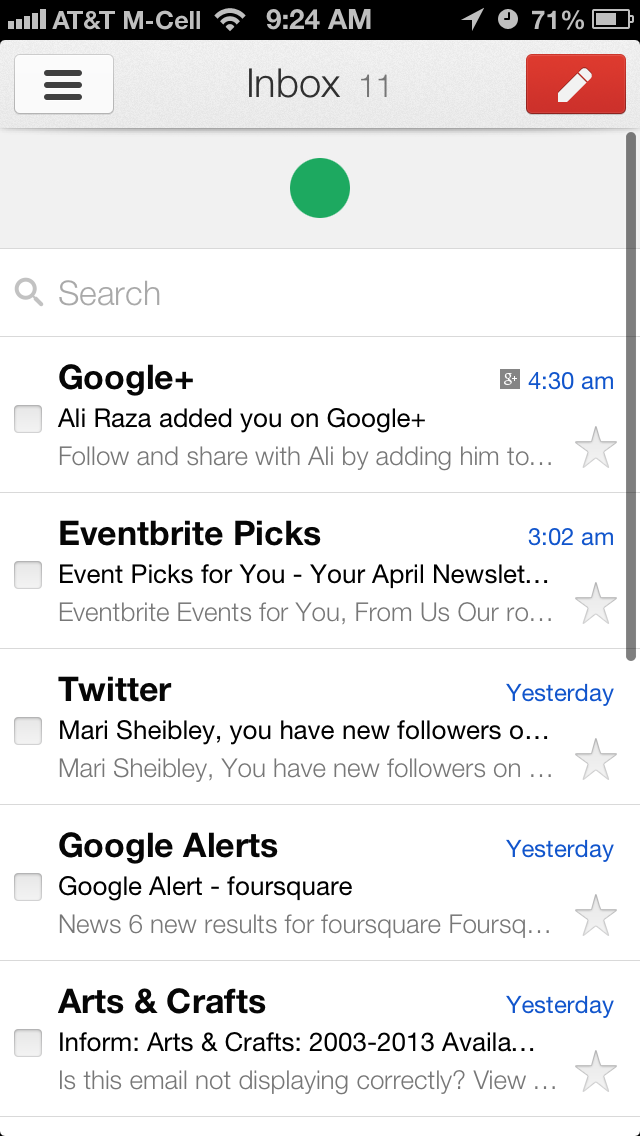 AT&T M-Cell 9:24 AM 71%
Inbox 11
Search
Google+ g+ 4:30 am
Ali Raza added you on Google+
Follow and share with Ali by adding him to...
Eventbrite Picks 3:02 am
Event Picks for You - Your April Newslet...
Eventbrite Events for You, From Us Our ro...
Twitter Yesterday
Mari Sheibley, you have new followers o...
Mari Sheibley, You have new followers on ...
Google Alerts Yesterday
Google Alert - foursquare
News 6 new results for foursquare Foursq...
Arts & Crafts Yesterday
Inform: Arts & Crafts: 2003-2013 Availa...
Is this email not displaying correctly? View ...